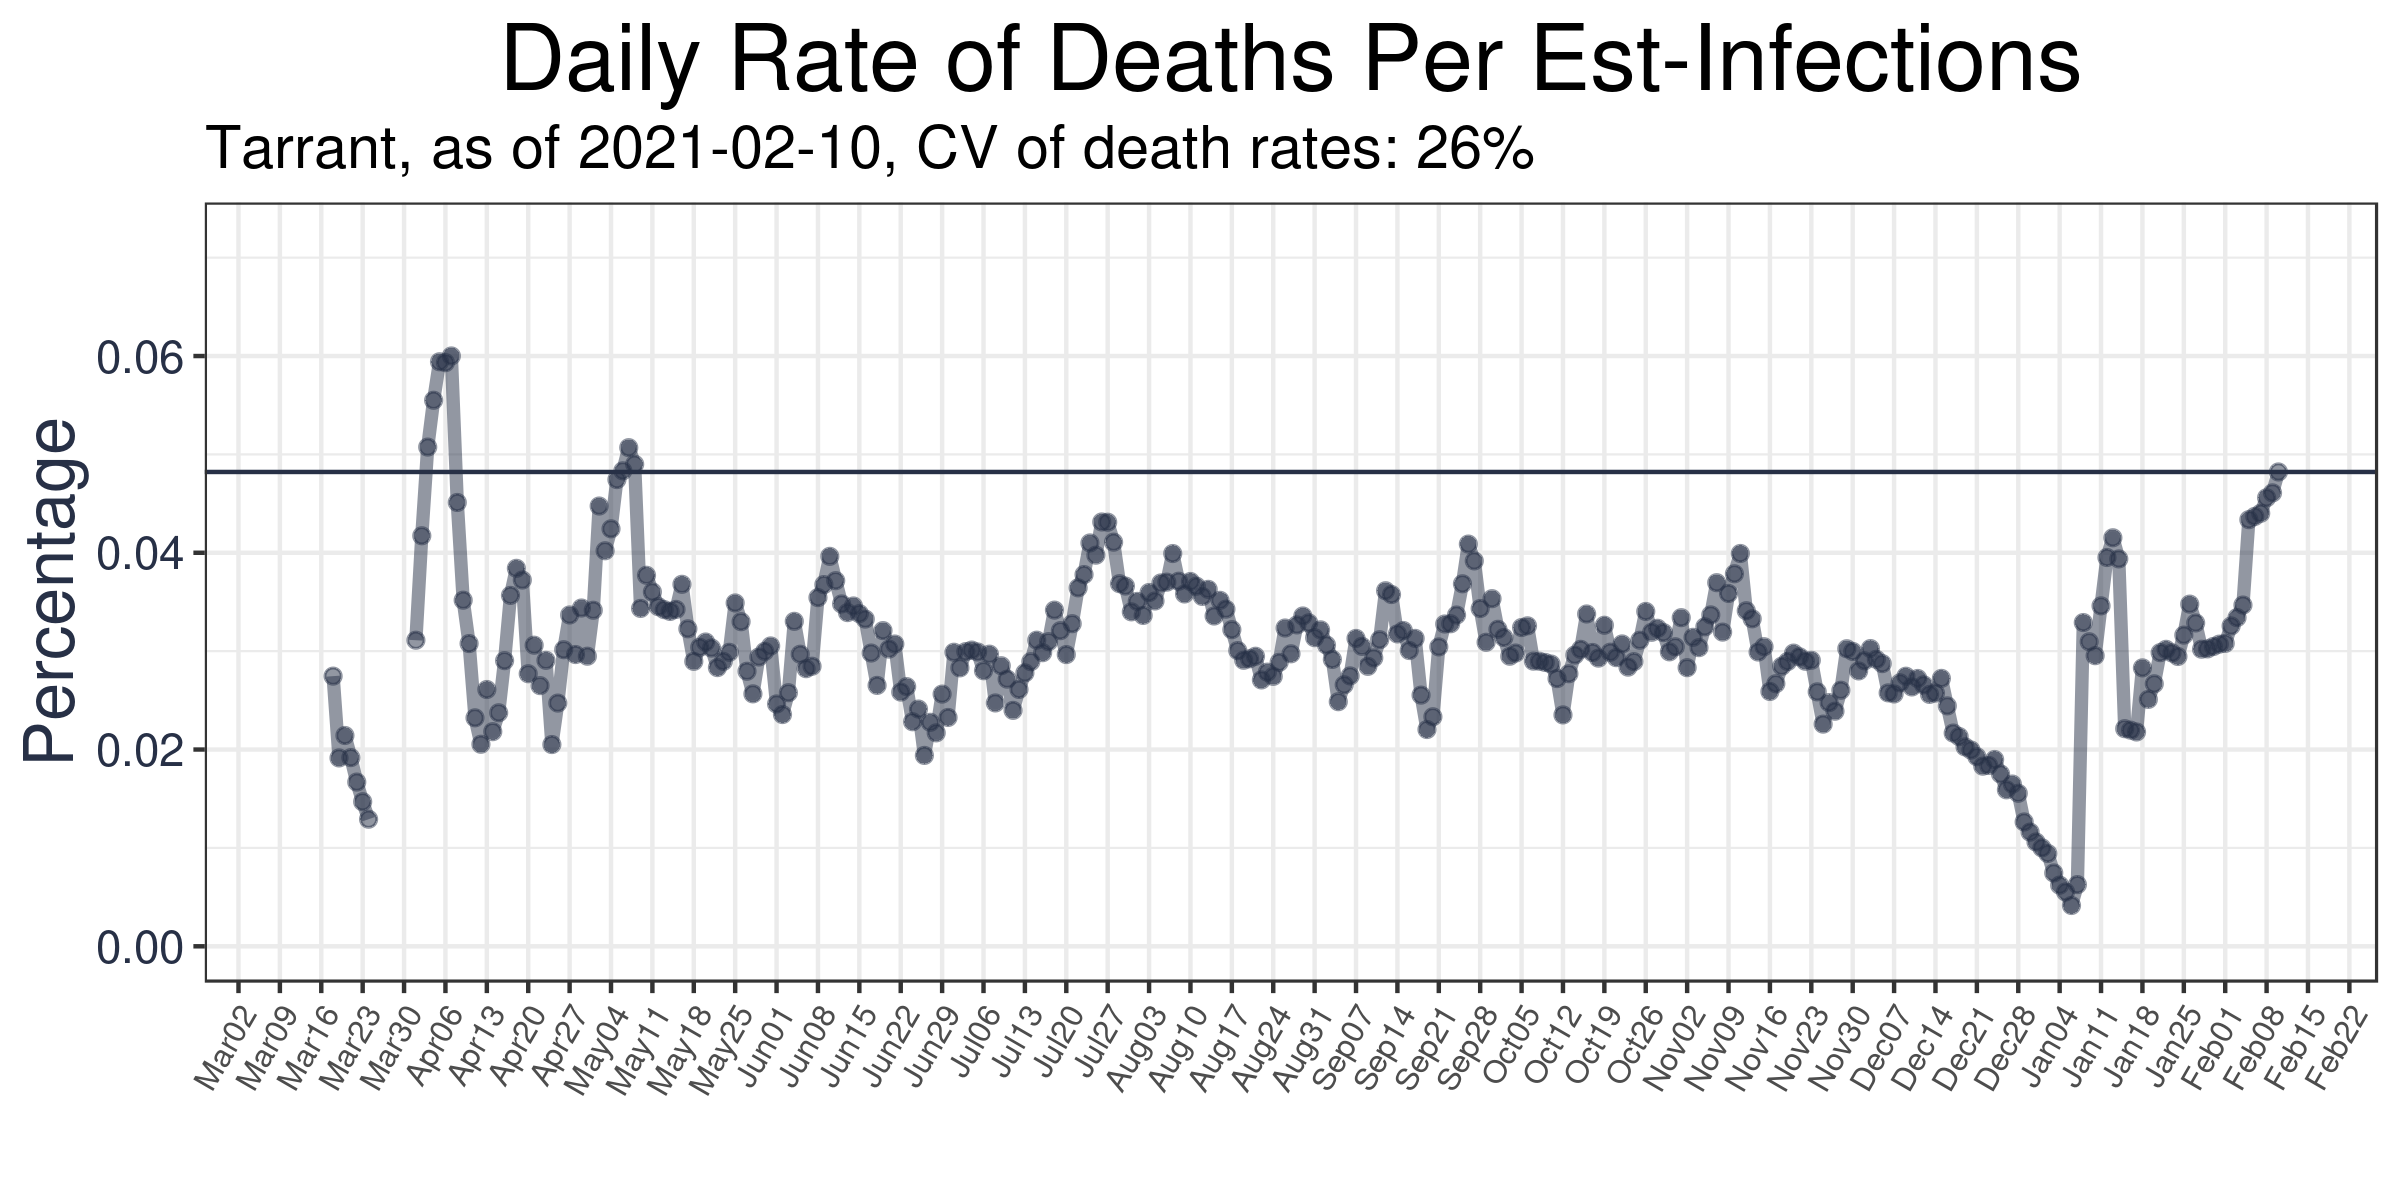 Daily Rate of Deaths Per Est-Infections
Tarrant, as of 2021-02-10, CV of death rates: 26%
Percentage
0.06
0.04
0.02
0.00
Mar02 Mar09 Mar16 Mar23 Mar30 Apr06 Apr13 Apr20 Apr27 May04 May11 May18 May25 Jun01 Jun08 Jun15 Jun22 Jun29 Jul06 Jul13 Jul20 Jul27 Aug03 Aug10 Aug17 Aug24 Aug31 Sep07 Sep14 Sep21 Sep28 Oct05 Oct12 Oct19 Oct26 Nov02 Nov09 Nov16 Nov23 Nov30 Dec07 Dec14 Dec21 Dec28 Jan04 Jan11 Jan18 Jan25 Feb01 Feb08 Feb15 Feb22